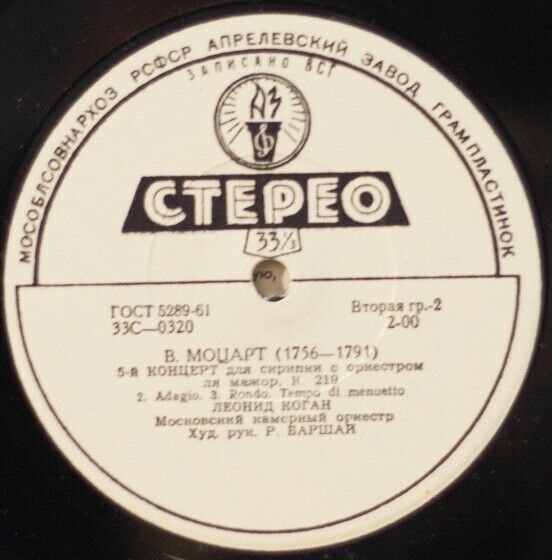 МОСОБЛСОВНАРХОЗ РСФСР АПРЕЛЕВСКИЙ ЗАВОД ГРАМПЛАСТИНОК
ЗАПИСАНО ВСГ
АЗ
СТЕРЕО
33⅓
ую,
ГОСТ 5289-61 Вторая гр.-2
33С—0320 2-00
В. МОЦАРТ (1756—1791)
5-й КОНЦЕРТ для скрипки с оркестром
ля мажор, К. 219
2. Adagio. 3. Rondo. Tempo di menuetto
ЛЕОНИД КОГАН
Московский камерный оркестр
Худ. рук. Р. БАРШАЙ